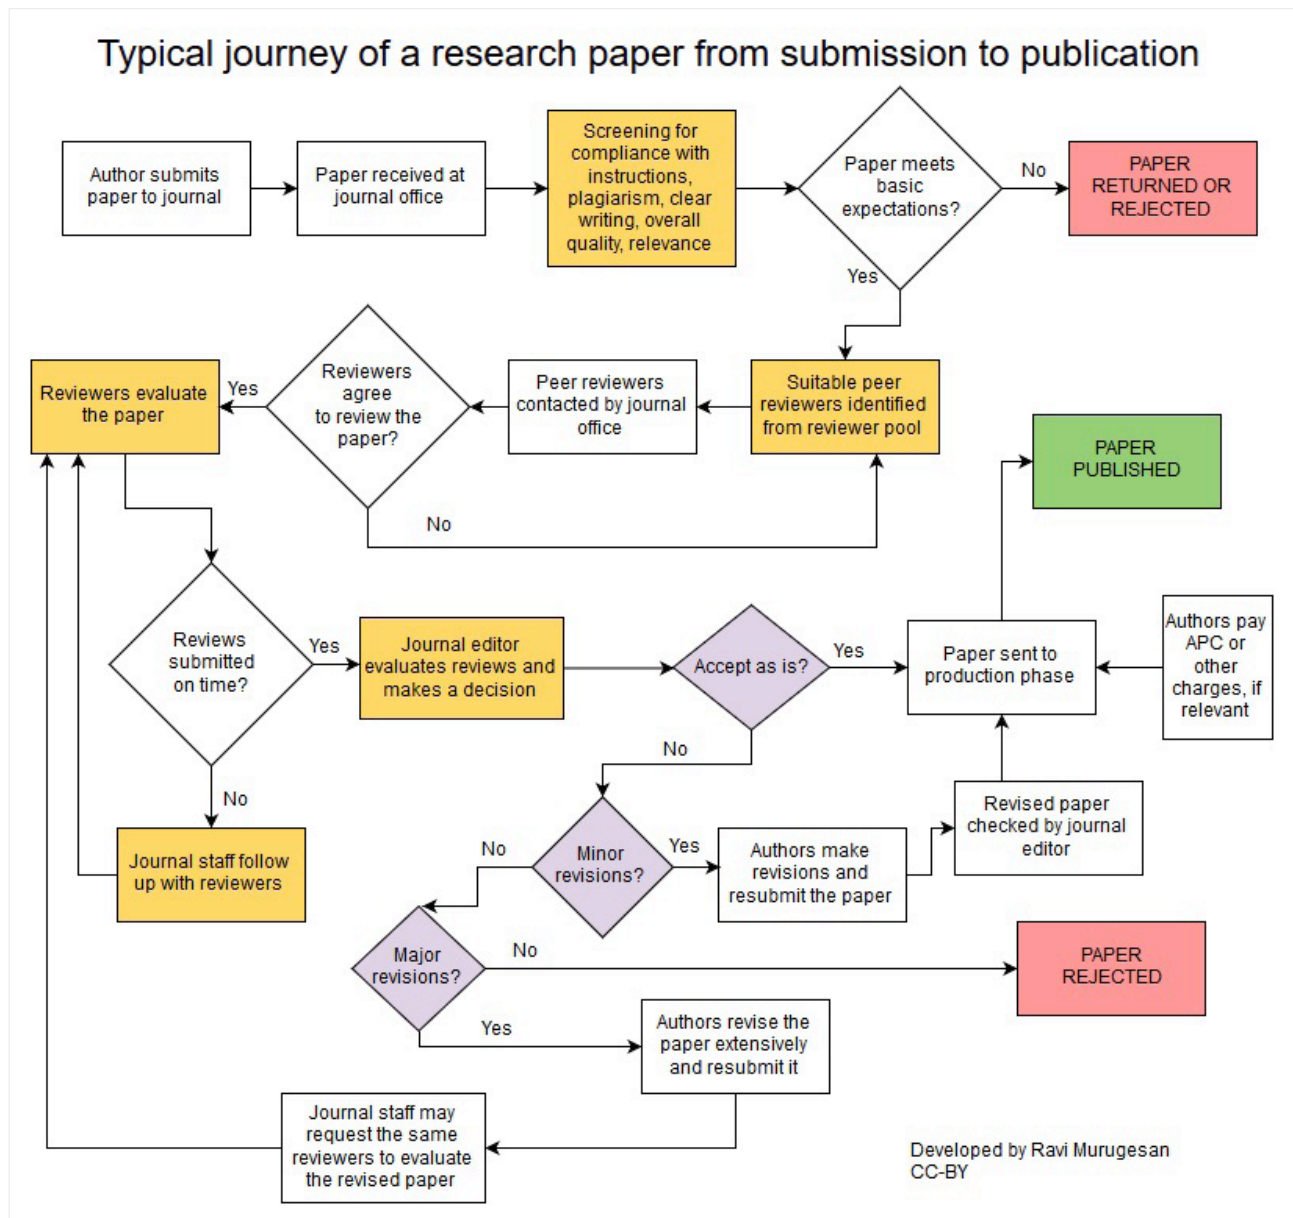 Typical journey of a research paper from submission to publication
Author submits
paper to journal
Paper received at
journal office
Screening for
compliance with
instructions,
plagiarism, clear
writing, overall
quality, relevance
Paper meets
basic
expectations?
No
PAPER
RETURNED OR
REJECTED
Yes
Reviewers evaluate
the paper
Yes
Reviewers
agree
to review the
paper?
Peer reviewers
contacted by journal
office
Suitable peer
reviewers identified
from reviewer pool
No
PAPER
PUBLISHED
Reviews
submitted
on time?
Yes
Journal editor
evaluates reviews and
makes a decision
Accept as is?
Yes
Paper sent to
production phase
Authors pay
APC or
other
charges, if
relevant
No
No
Journal staff follow
up with reviewers
No
Minor
revisions?
Yes
Authors make
revisions and
resubmit the paper
Revised paper
checked by journal
editor
Major
revisions?
No
PAPER
REJECTED
Yes
Authors revise the
paper extensively
and resubmit it
Journal staff may
request the same
reviewers to evaluate
the revised paper
Developed by Ravi Murugesan
CC-BY